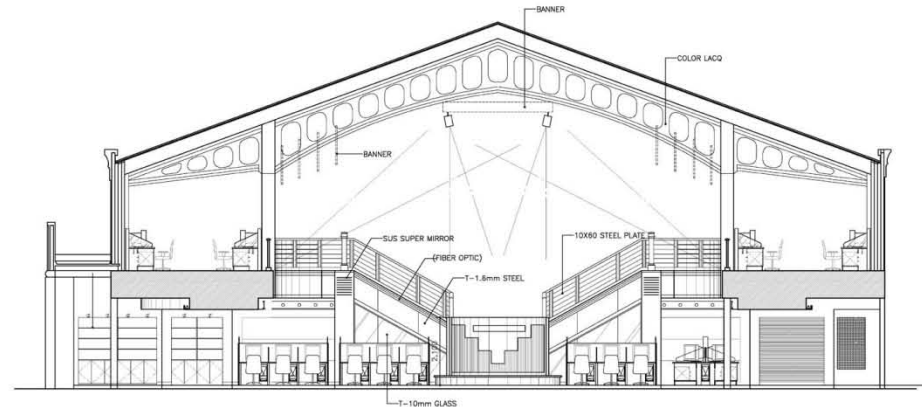 BANNER
COLOR LACQ
BANNER
SUS SUPER MIRROR
10X60 STEEL PLATE
(FIBER OPTIC)
T-1.6mm STEEL
T-10mm GLASS